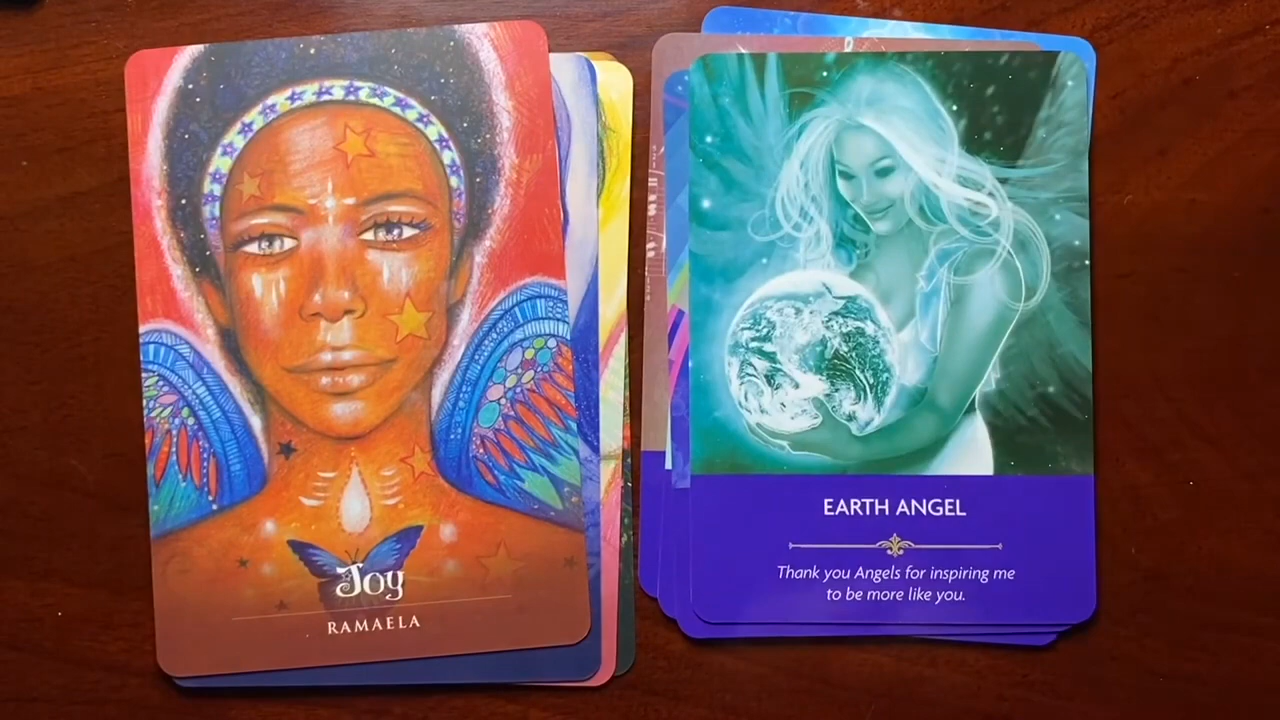 Joy
RAMAELA
EARTH ANGEL
Thank you Angels for inspiring me
to be more like you.